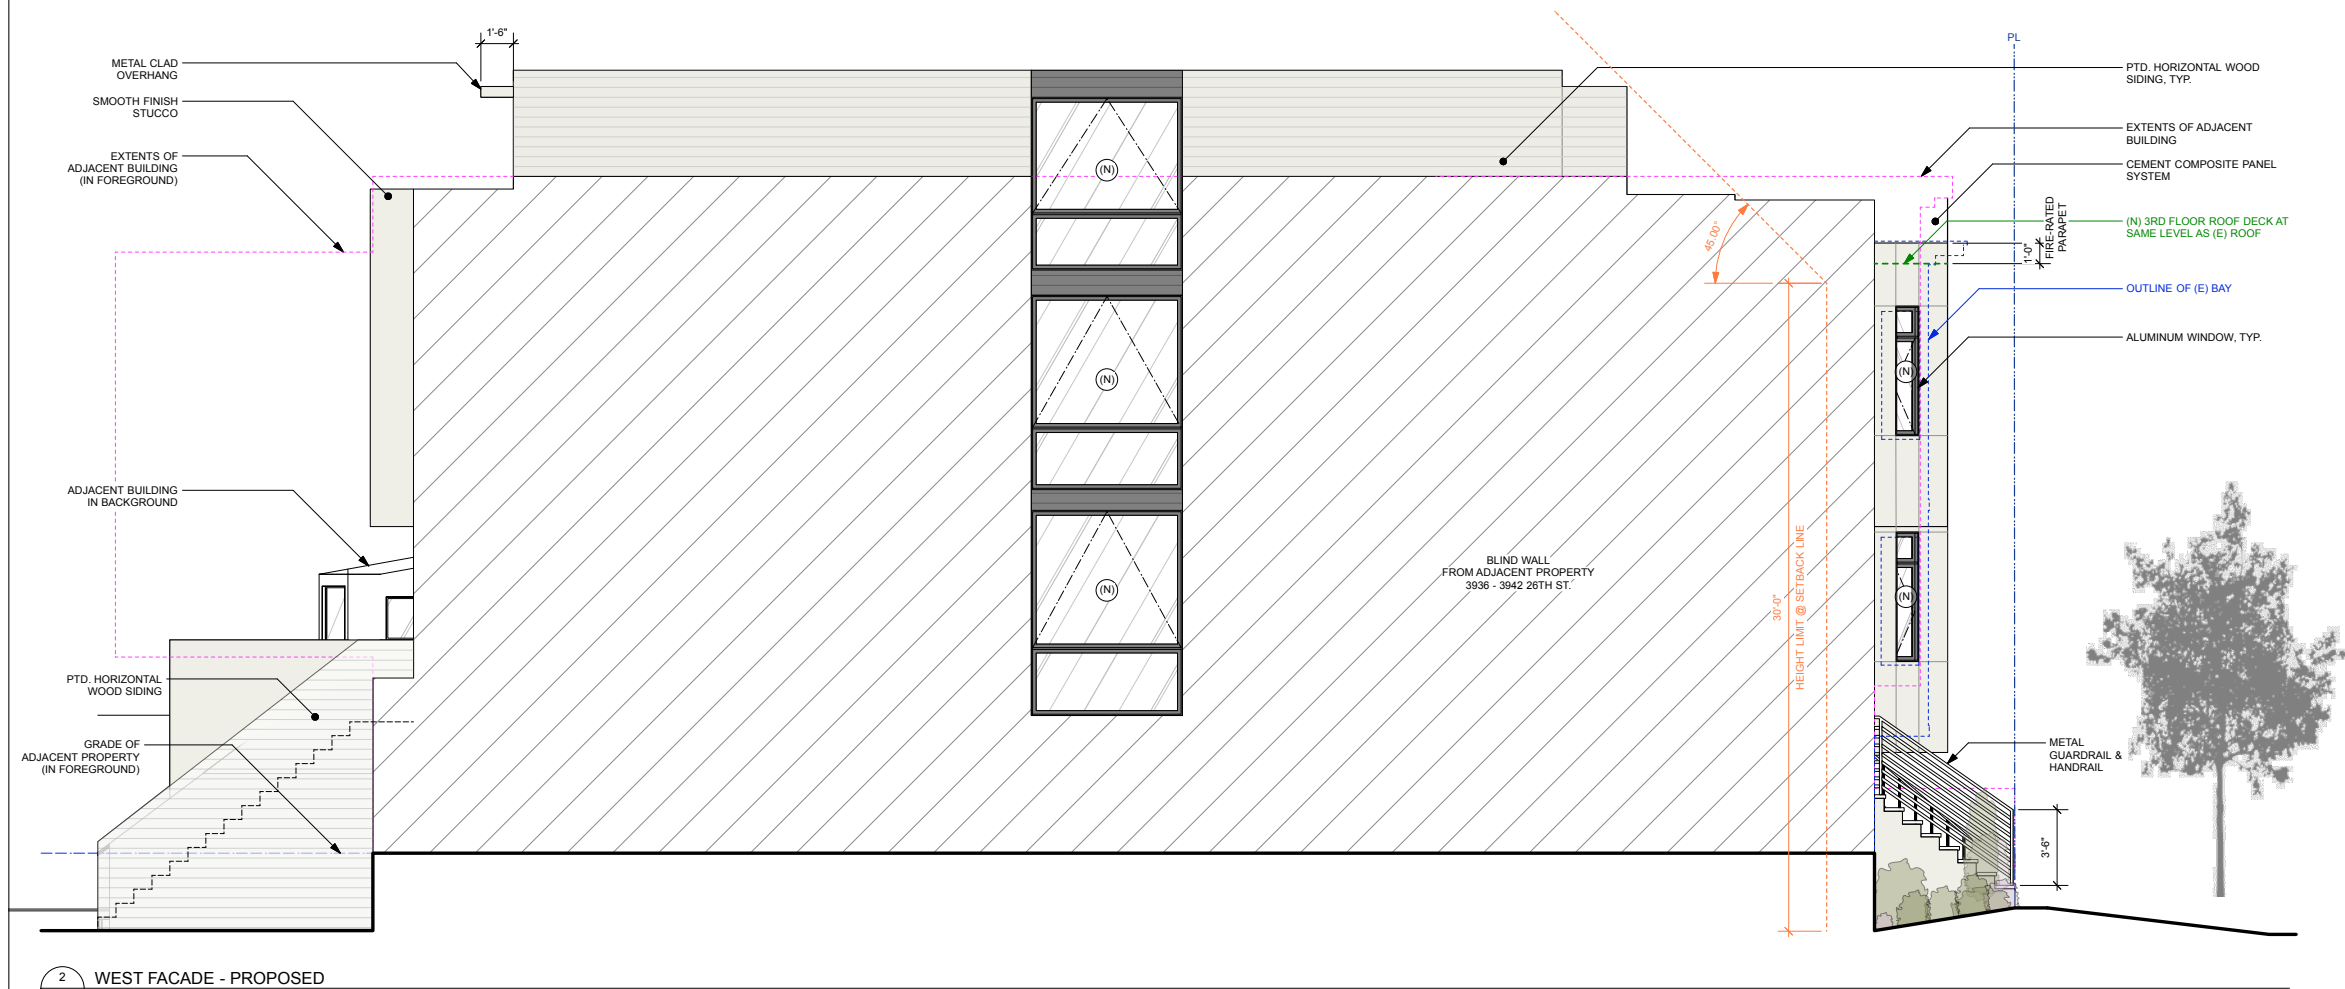 1'-6"
METAL CLAD
OVERHANG
SMOOTH FINISH
STUCCO
EXTENTS OF
ADJACENT BUILDING
(IN FOREGROUND)
ADJACENT BUILDING
IN BACKGROUND
PTD. HORIZONTAL
WOOD SIDING
GRADE OF
ADJACENT PROPERTY
(IN FOREGROUND)
(N)
(N)
(N)
BLIND WALL
FROM ADJACENT PROPERTY
3936 - 3942 26TH ST.
45.00°
30'-0"
HEIGHT LIMIT @ SETBACK LINE
(N)
(N)
PL
PTD. HORIZONTAL WOOD
SIDING, TYP.
EXTENTS OF ADJACENT
BUILDING
CEMENT COMPOSITE PANEL
SYSTEM
(N) 3RD FLOOR ROOF DECK AT
SAME LEVEL AS (E) ROOF
1'-0"
FIRE-RATED
PARAPET
OUTLINE OF (E) BAY
ALUMINUM WINDOW, TYP.
METAL
GUARDRAIL &
HANDRAIL
3'-6"
2
WEST FACADE - PROPOSED